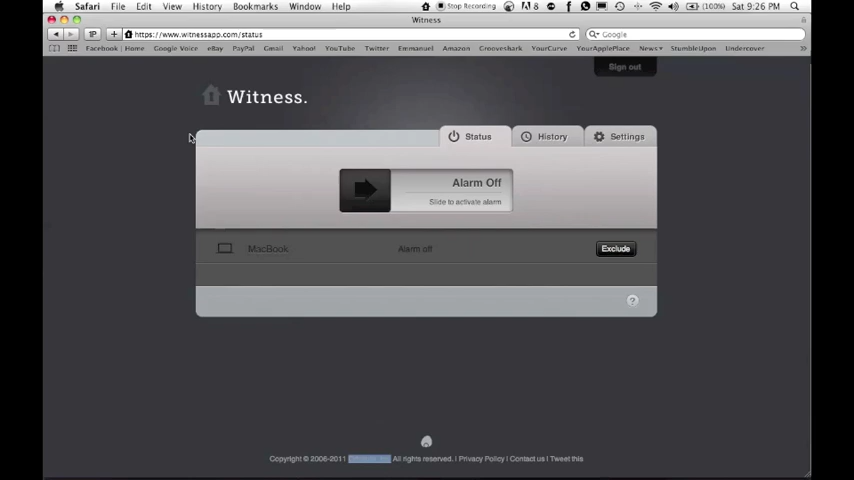 Safari File Edit View History Bookmarks Window Help Stop Recording 8 (100%) Sat 9:26 PM
Witness
1P + https://www.witnessapp.com/status Google
Facebook | Home Google Voice eBay PayPal Gmail Yahoo! YouTube Twitter Emmanuel Amazon Grooveshark YourCurve YourApplePlace News StumbleUpon Undercover
Sign out
Witness.
Status History Settings
Alarm Off
Slide to activate alarm
MacBook Alarm off Exclude
?
Copyright © 2006-2011 All rights reserved. | Privacy Policy | Contact us | Tweet this